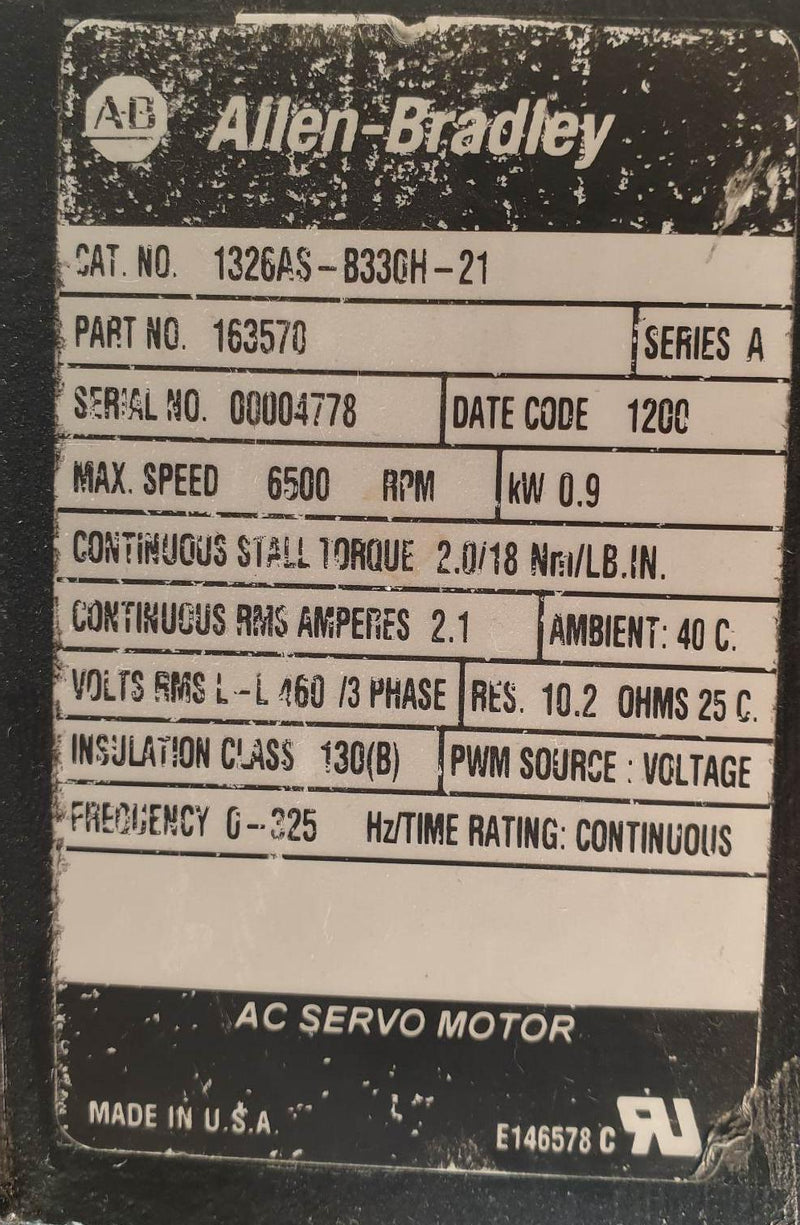 A-B Allen-Bradley
CAT. NO. 1326AS-B330H-21
PART NO. 163570 SERIES A
SERIAL NO. 00004778 DATE CODE 1200
MAX. SPEED 6500 RPM kW 0.9
CONTINUOUS STALL TORQUE 2.0/18 Nm/LB.IN.
CONTINUOUS RMS AMPERES 2.1 AMBIENT: 40 C.
VOLTS RMS L-L 460 /3 PHASE RES. 10.2 OHMS 25 C.
INSULATION CLASS 130(B) PWM SOURCE : VOLTAGE
FREQUENCY 0-325 Hz/TIME RATING: CONTINUOUS
AC SERVO MOTOR
MADE IN U.S.A.
E146578 C RU